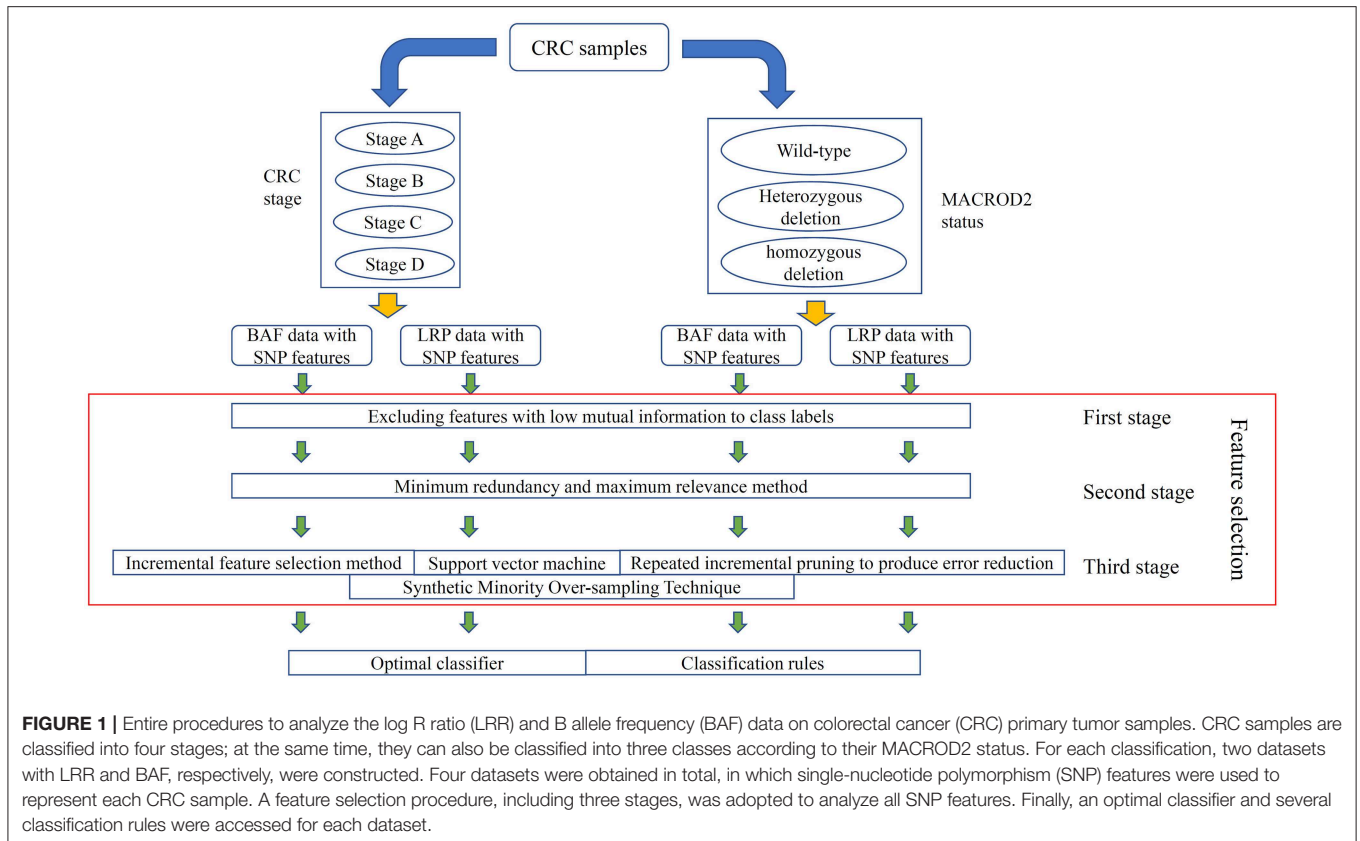 CRC samples
CRC
stage
Stage A
Stage B
Stage C
Stage D
Wild-type
Heterozygous
deletion
homozygous
deletion
MACROD2
status
BAF data with
SNP features
LRP data with
SNP features
BAF data with
SNP features
LRP data with
SNP features
Excluding features with low mutual information to class labels
First stage
Minimum redundancy and maximum relevance method
Second stage
Incremental feature selection method
Support vector machine
Repeated incremental pruning to produce error reduction
Third stage
Synthetic Minority Over-sampling Technique
Feature selection
Optimal classifier
Classification rules
FIGURE 1 | Entire procedures to analyze the log R ratio (LRR) and B allele frequency (BAF) data on colorectal cancer (CRC) primary tumor samples. CRC samples are
classified into four stages; at the same time, they can also be classified into three classes according to their MACROD2 status. For each classification, two datasets
with LRR and BAF, respectively, were constructed. Four datasets were obtained in total, in which single-nucleotide polymorphism (SNP) features were used to
represent each CRC sample. A feature selection procedure, including three stages, was adopted to analyze all SNP features. Finally, an optimal classifier and several
classification rules were accessed for each dataset.